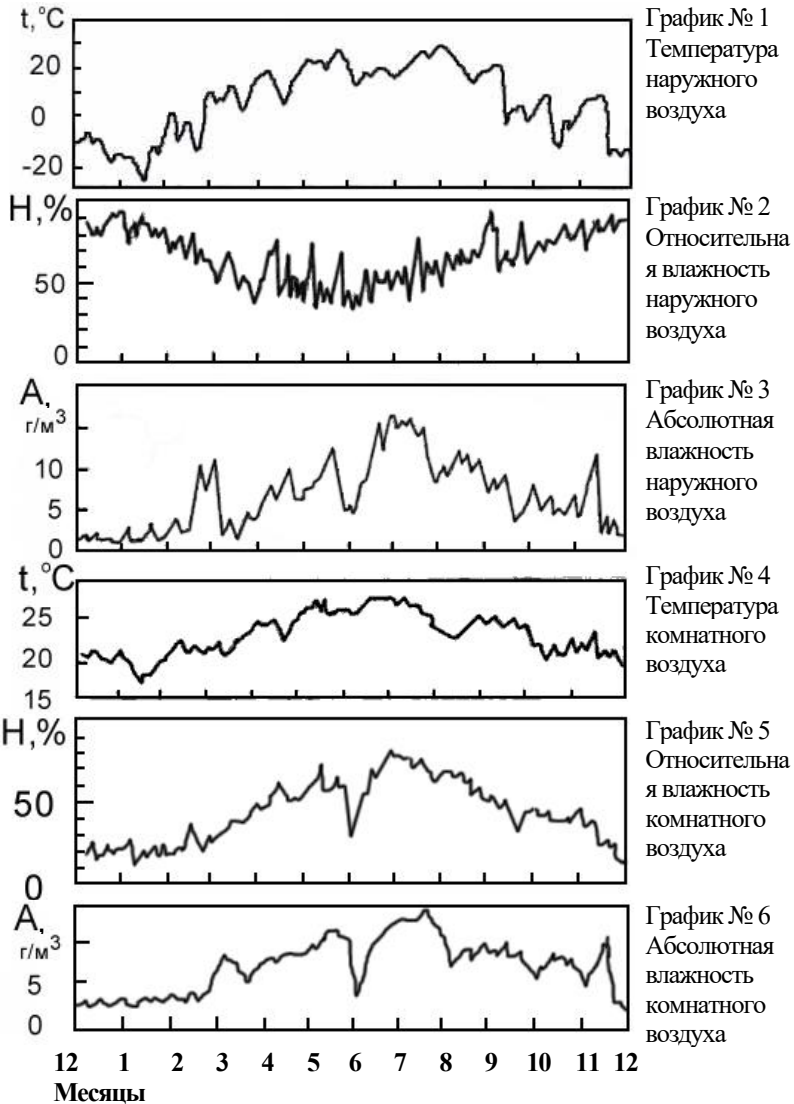 t,°C
20
0
-20
График № 1
Температура
наружного
воздуха
H,%
50
0
График № 2
Относительна
я влажность
наружного
воздуха
А,
г/м³
10
5
0
График № 3
Абсолютная
влажность
наружного
воздуха
t,°C
25
20
15
График № 4
Температура
комнатного
воздуха
H,%
50
0
График № 5
Относительна
я влажность
комнатного
воздуха
А,
г/м³
5
0
График № 6
Абсолютная
влажность
комнатного
воздуха
12 1 2 3 4 5 6 7 8 9 10 11 12
Месяцы